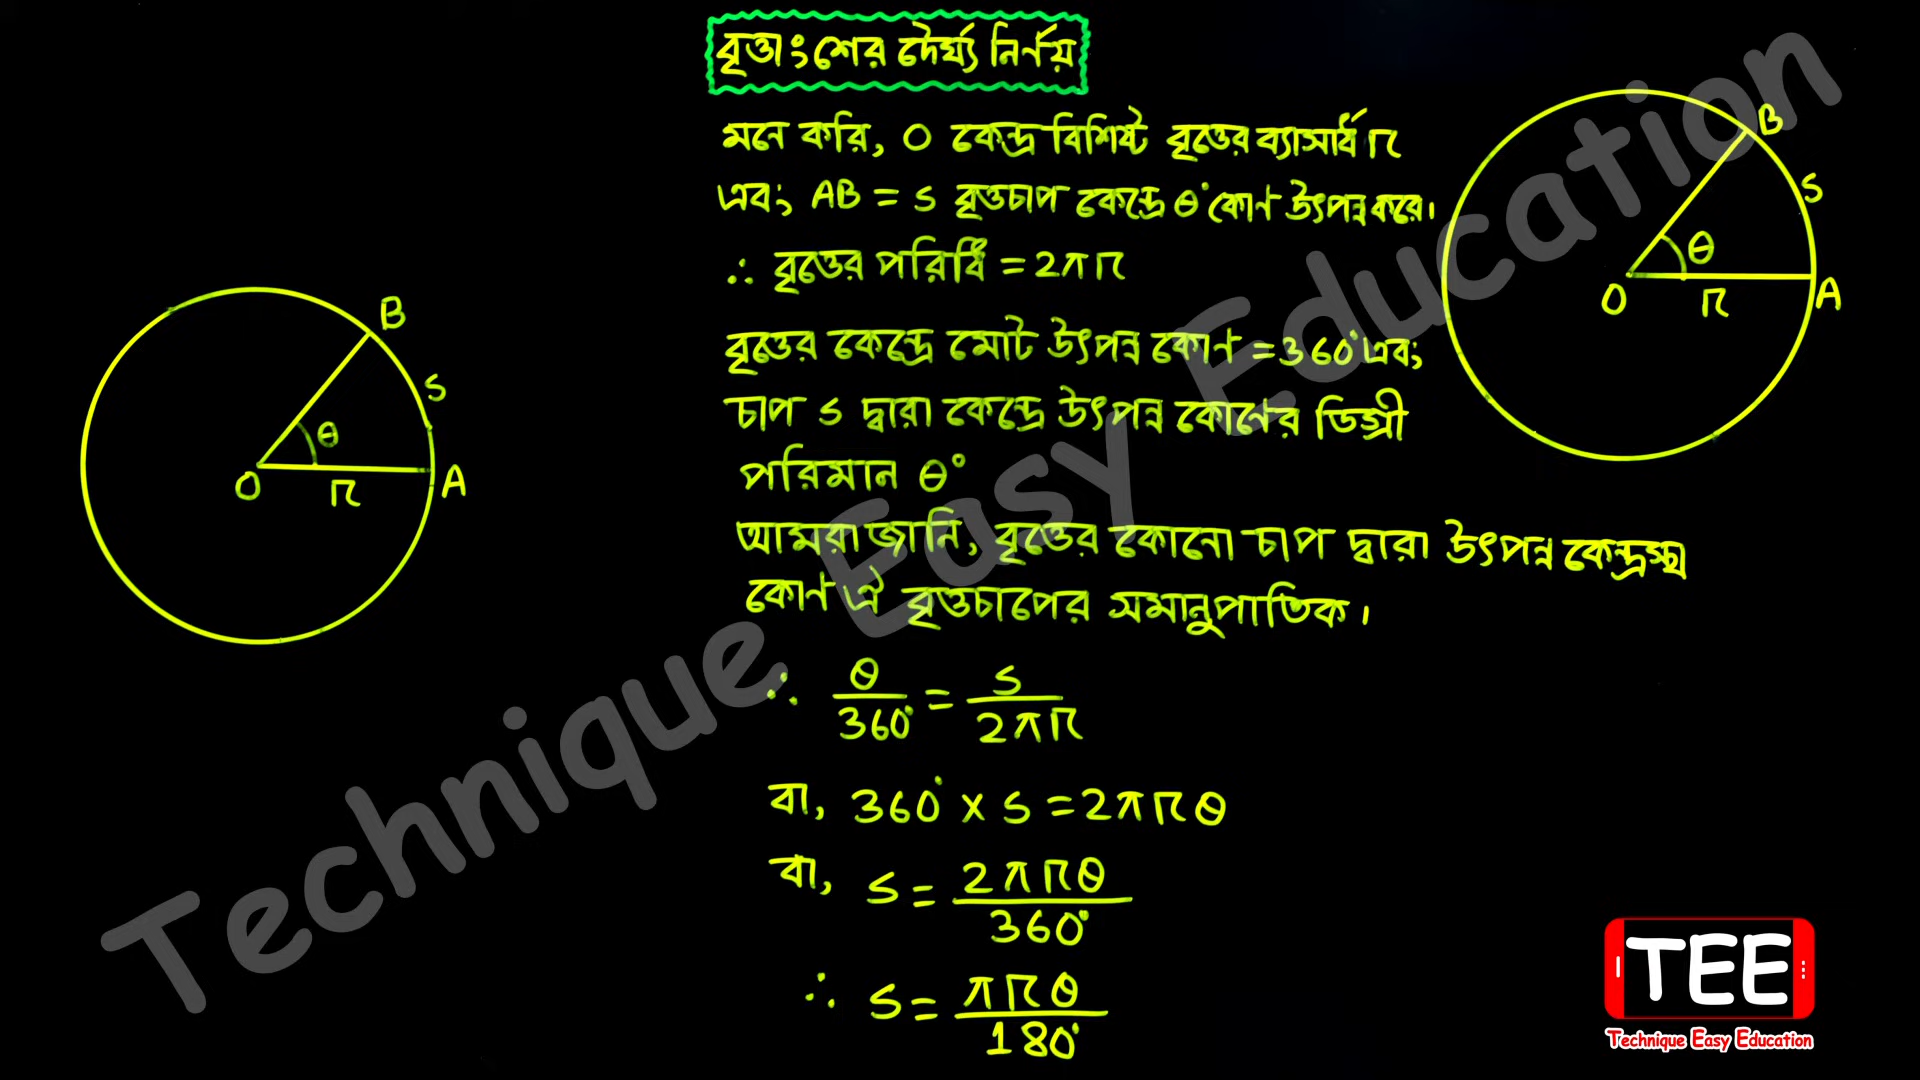 বৃত্তাংশের দৈর্ঘ্য নির্ণয়
মনে করি, O কেন্দ্র বিশিষ্ট বৃত্তের ব্যাসার্ধ r
এবং AB = s বৃত্তচাপ কেন্দ্রে θ° কোণ উৎপন্ন করে।
∴ বৃত্তের পরিধি = 2πr
বৃত্তের কেন্দ্রে মোট উৎপন্ন কোণ = 360° এবং
চাপ s দ্বারা কেন্দ্রে উৎপন্ন কোণের ডিগ্রী
পরিমান θ°
আমরা জানি, বৃত্তের কোনো চাপ দ্বারা উৎপন্ন কেন্দ্রস্থ
কোণ ঐ বৃত্তচাপের সমানুপাতিক।
∴ θ/360° = s/2πr
বা, 360° × s = 2πrθ
বা, s = 2πrθ/360°
∴ s = πrθ/180°
B
s
θ
O
r
A
B
s
θ
O
r
A
Technique Easy Education
TEE
Technique Easy Education